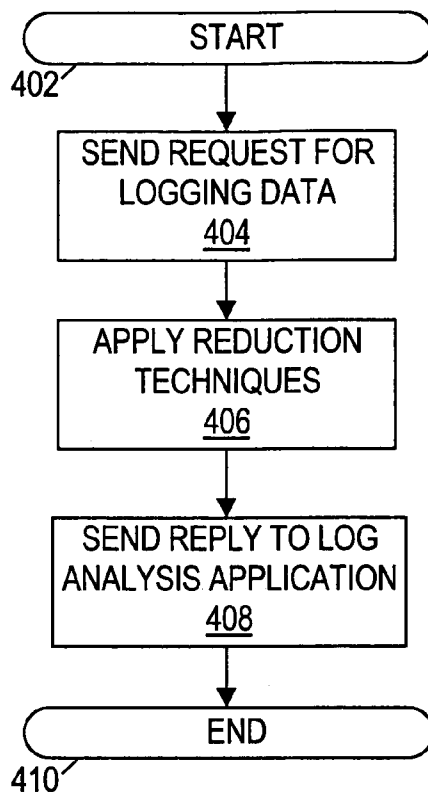 START
402
SEND REQUEST FOR
LOGGING DATA
404
APPLY REDUCTION
TECHNIQUES
406
SEND REPLY TO LOG
ANALYSIS APPLICATION
408
END
410